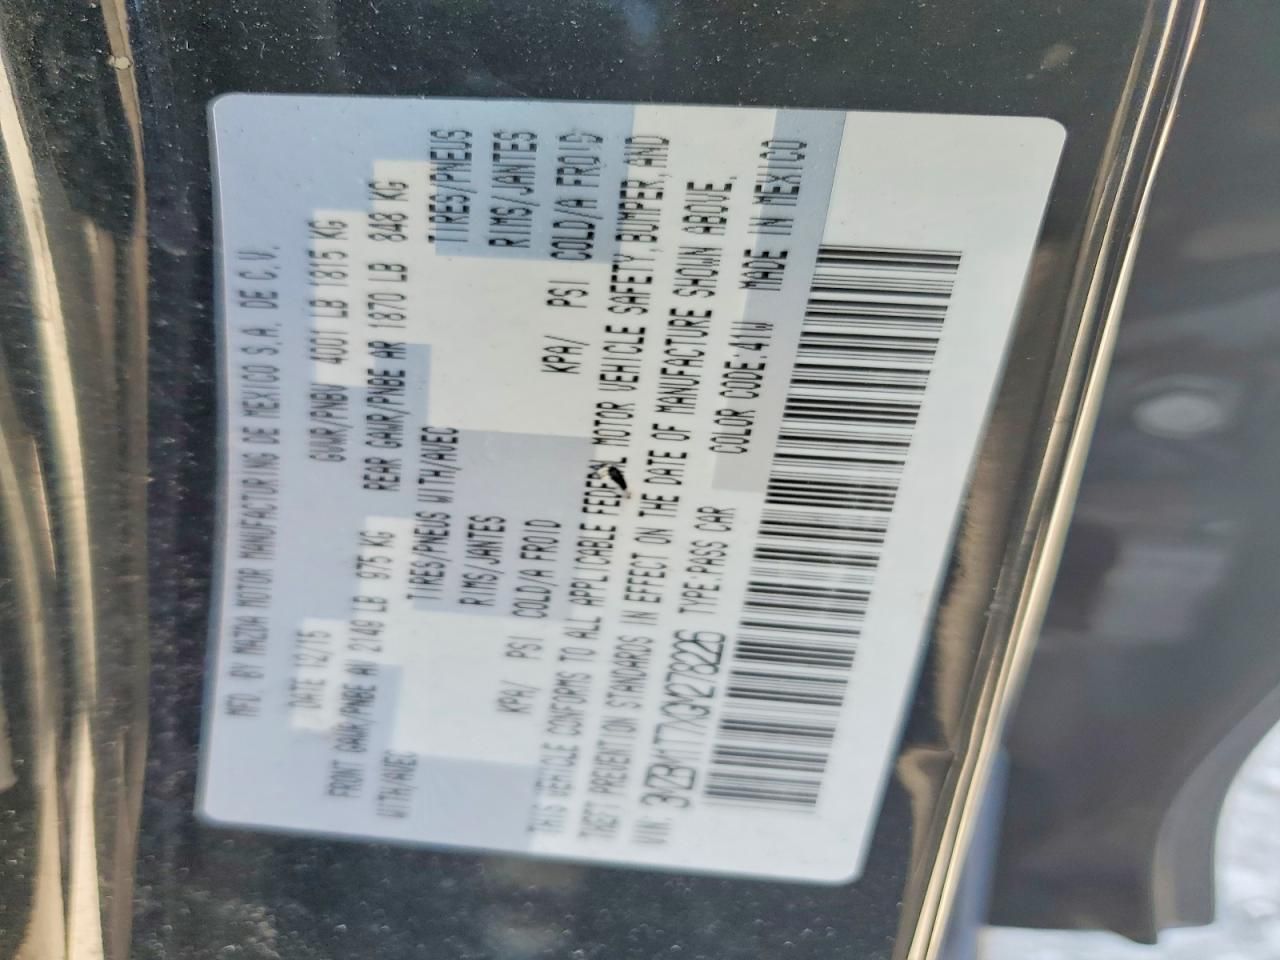 MFD. BY MAZDA MOTOR MANUFACTURING DE MEXICO S.A. DE C.V.
DATE 12/15 GVWR/PNBV 4001 LB 1815 KG
FRONT GAWR/PNBE AV 2149 LB 975 KG REAR GAWR/PNBE AR 1870 LB 848 KG
WITH/AVEC TIRES/PNEUS WITH/AVEC TIRES/PNEUS
RIMS/JANTES RIMS/JANTES
KPA/ PSI COLD/A FROID KPA/ PSI COLD/A FROID
THIS VEHICLE CONFORMS TO ALL APPLICABLE FEDERAL MOTOR VEHICLE SAFETY, BUMPER, AND
THEFT PREVENTION STANDARDS IN EFFECT ON THE DATE OF MANUFACTURE SHOWN ABOVE.
VIN: TYPE: PASS CAR COLOR CODE: 41W MADE IN MEXICO